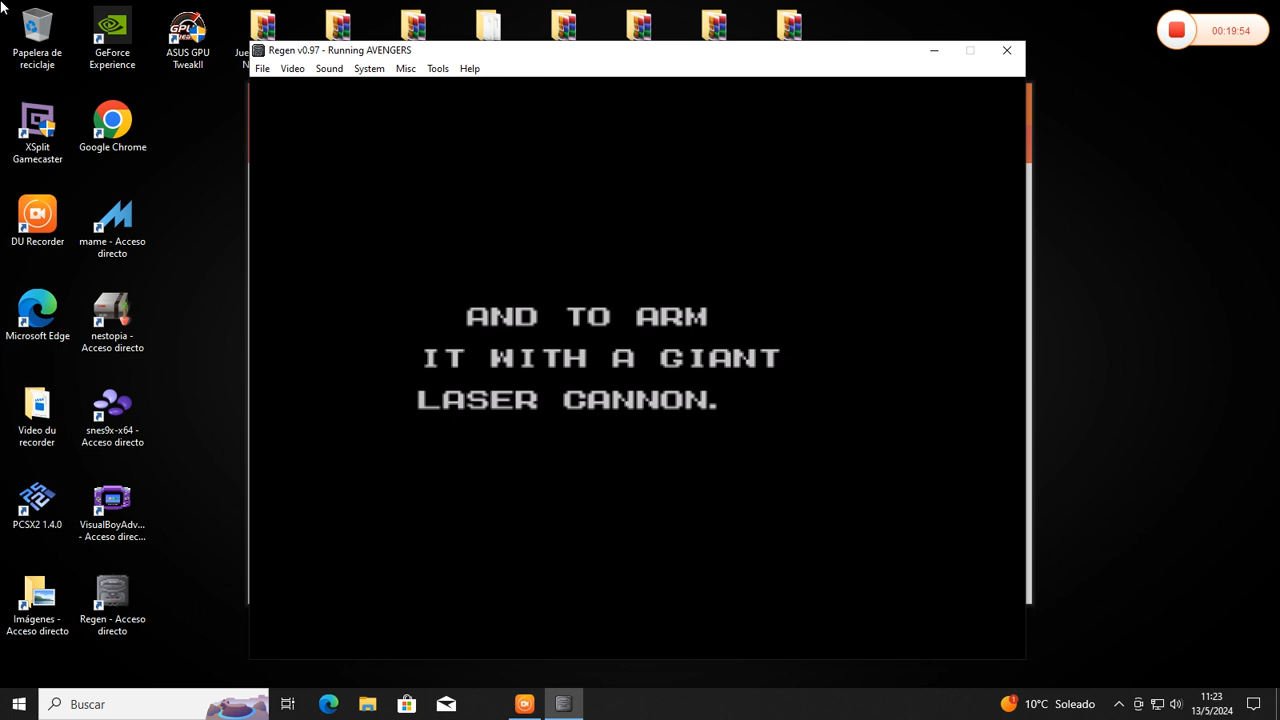 Regen v0.97 - Running AVENGERS
File Video Sound System Misc Tools Help
AND TO ARM
IT WITH A GIANT
LASER CANNON.
00:19:54
Papelera de
reciclaje
GeForce
Experience
ASUS GPU
TweakII
XSplit
Gamecaster
Google Chrome
DU Recorder
mame - Acceso
directo
Microsoft Edge
nestopia -
Acceso directo
Video du
recorder
snes9x-x64 -
Acceso directo
PCSX2 1.4.0
VisualBoyAdv...
- Acceso direc...
Imágenes -
Acceso directo
Regen - Acceso
directo
Buscar
10°C Soleado
11:23
13/5/2024